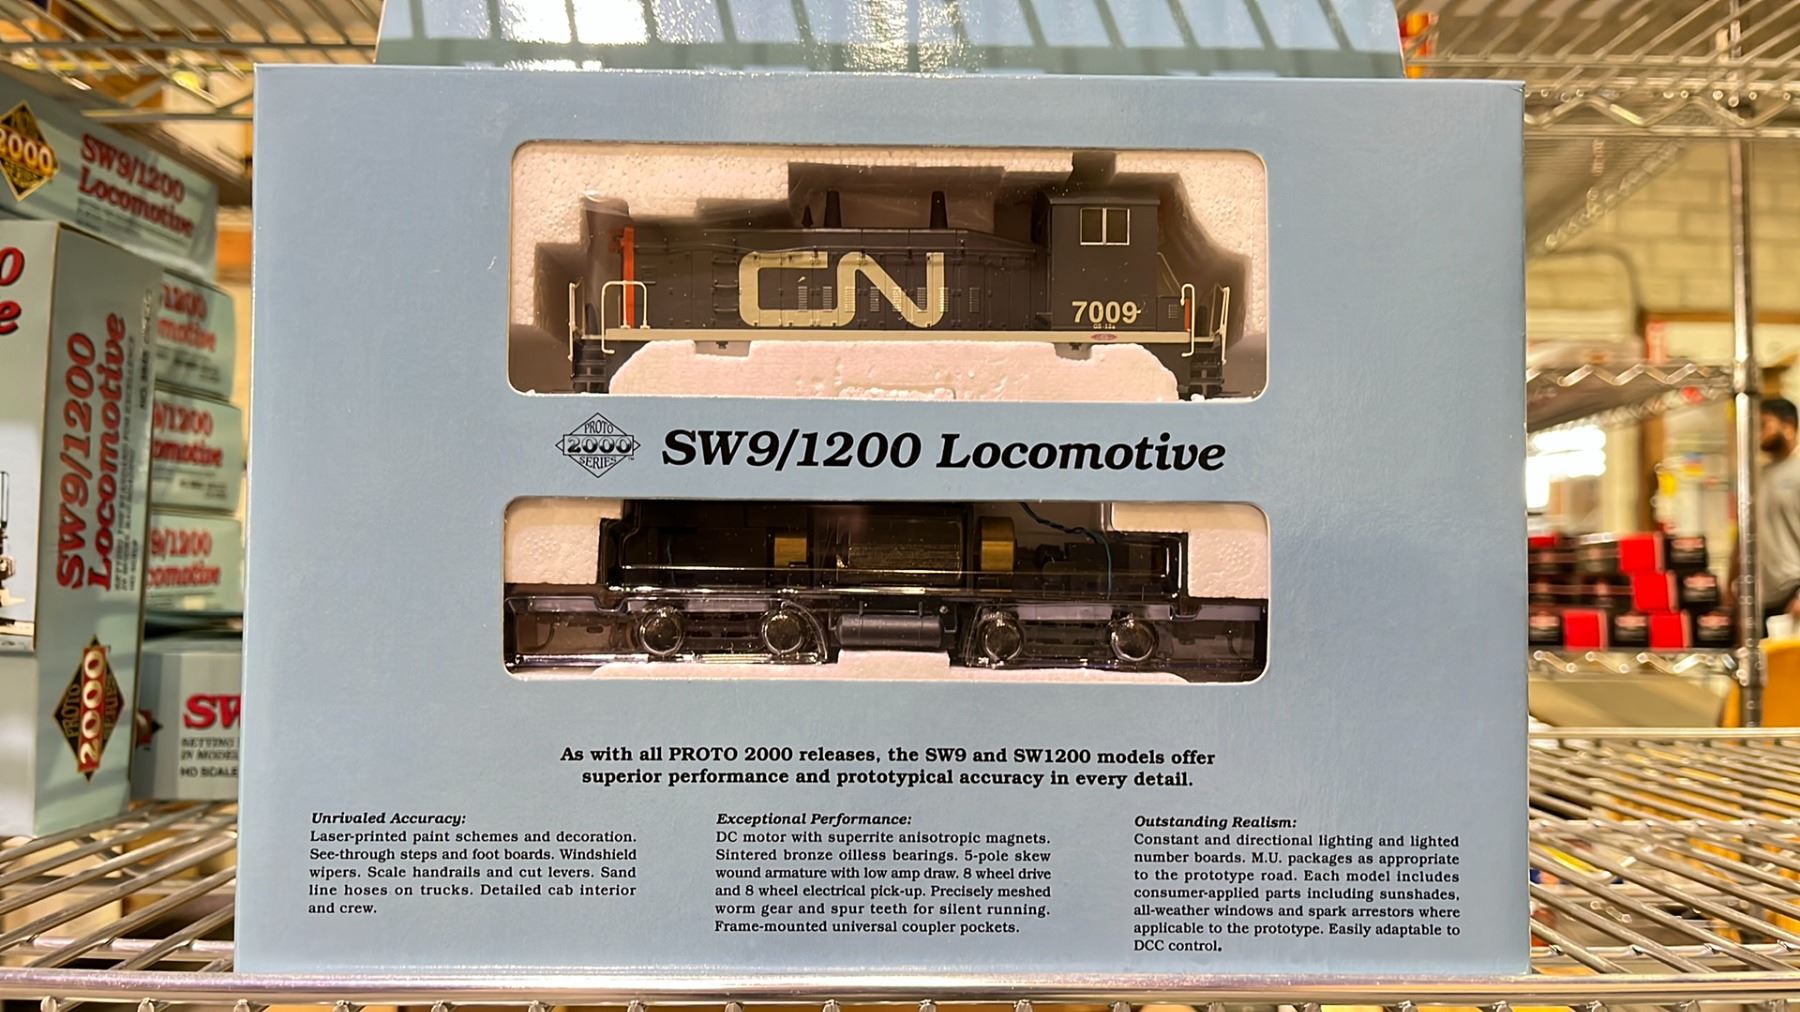 CN
7009
PROTO
2000
SERIES
SW9/1200 Locomotive
As with all PROTO 2000 releases, the SW9 and SW1200 models offer
superior performance and prototypical accuracy in every detail.
Unrivaled Accuracy:
Laser-printed paint schemes and decoration.
See-through steps and foot boards. Windshield
wipers. Scale handrails and cut levers. Sand
line hoses on trucks. Detailed cab interior
and crew.
Exceptional Performance:
DC motor with superrite anisotropic magnets.
Sintered bronze oilless bearings. 5-pole skew
wound armature with low amp draw. 8 wheel drive
and 8 wheel electrical pick-up. Precisely meshed
worm gear and spur teeth for silent running.
Frame-mounted universal coupler pockets.
Outstanding Realism:
Constant and directional lighting and lighted
number boards. M.U. packages as appropriate
to the prototype road. Each model includes
consumer-applied parts including sunshades,
all-weather windows and spark arrestors where
applicable to the prototype. Easily adaptable to
DCC control.
2000
SW9/1200
Locomotive
SW9/1200
Locomotive
PROTO
2000
SERIES
HO SCALE